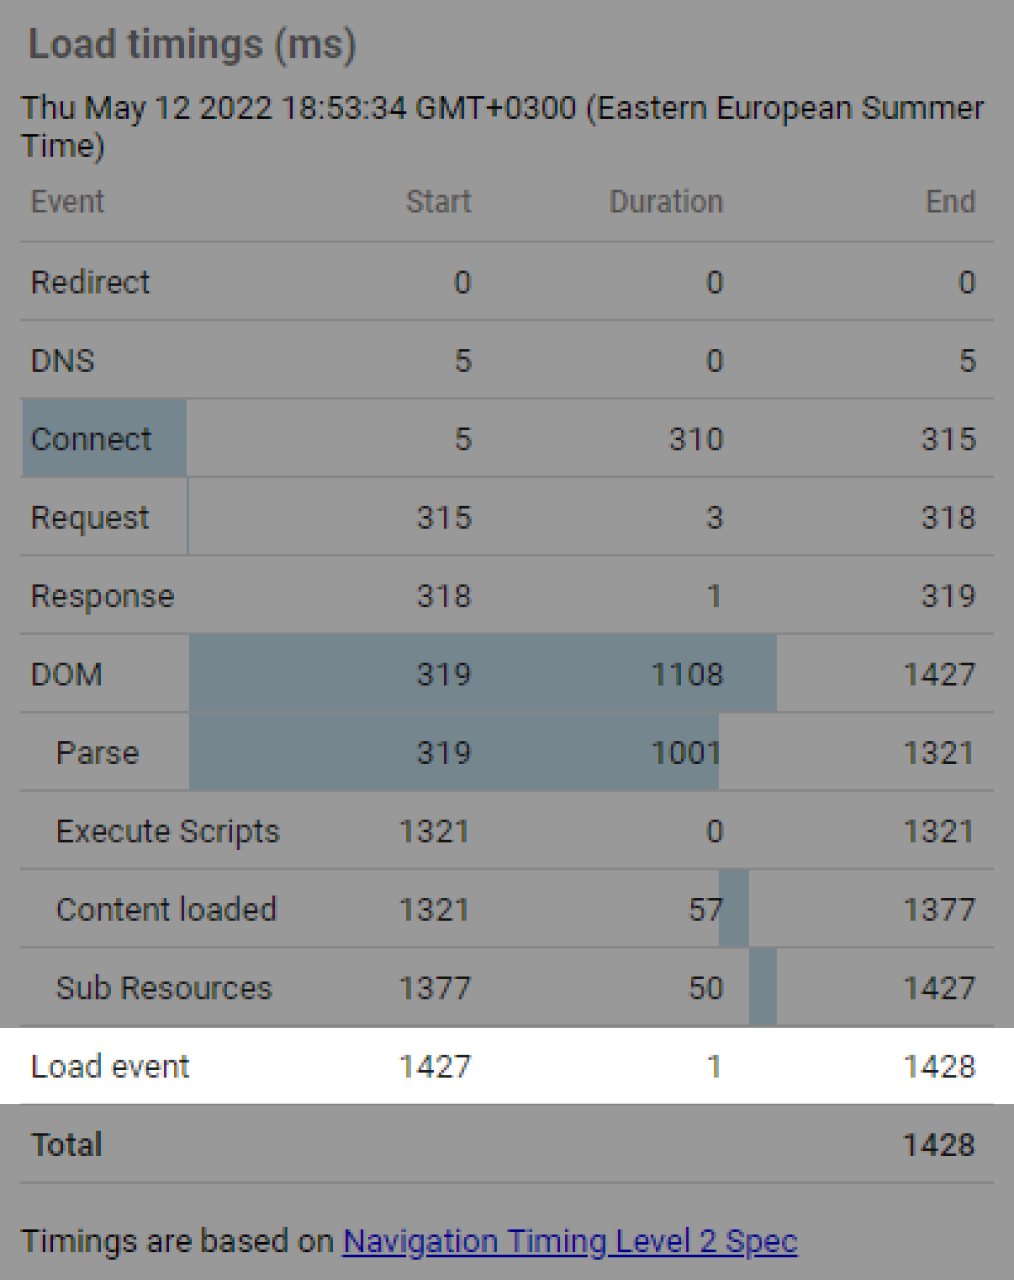 Load timings (ms)
Thu May 12 2022 18:53:34 GMT+0300 (Eastern European Summer
Time)
Event Start Duration End
Redirect 0 0 0
DNS 5 0 5
Connect 5 310 315
Request 315 3 318
Response 318 1 319
DOM 319 1108 1427
Parse 319 1001 1321
Execute Scripts 1321 0 1321
Content loaded 1321 57 1377
Sub Resources 1377 50 1427
Load event 1427 1 1428
Total 1428
Timings are based on Navigation Timing Level 2 Spec